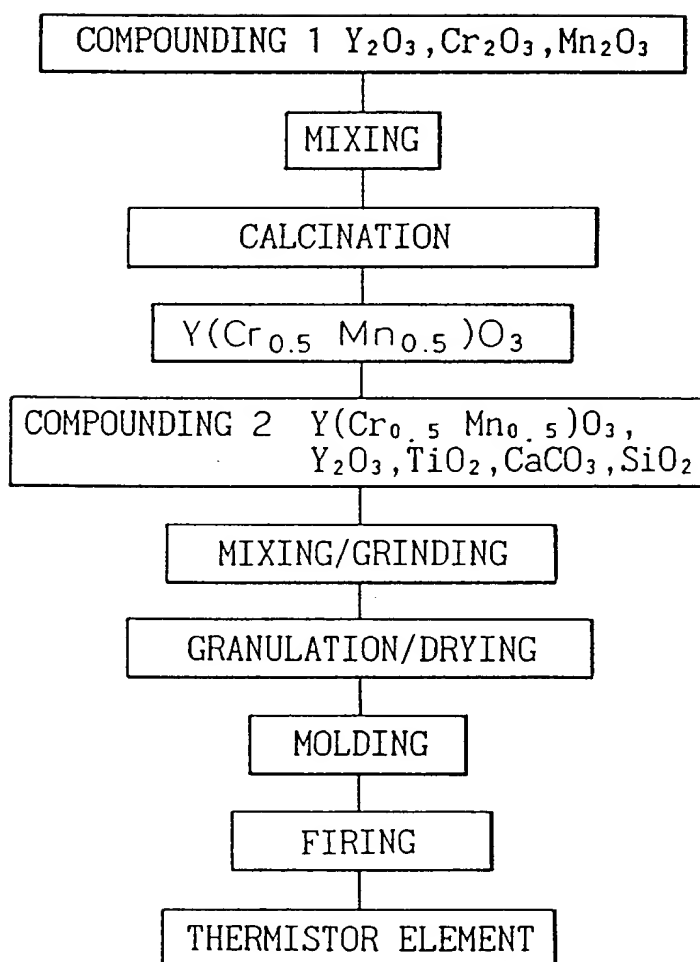 COMPOUNDING 1 Y₂O₃,Cr₂O₃,Mn₂O₃
MIXING
CALCINATION
Y(Cr₀.₅ Mn₀.₅)O₃
COMPOUNDING 2 Y(Cr₀.₅ Mn₀.₅)O₃,
Y₂O₃,TiO₂,CaCO₃,SiO₂
MIXING/GRINDING
GRANULATION/DRYING
MOLDING
FIRING
THERMISTOR ELEMENT